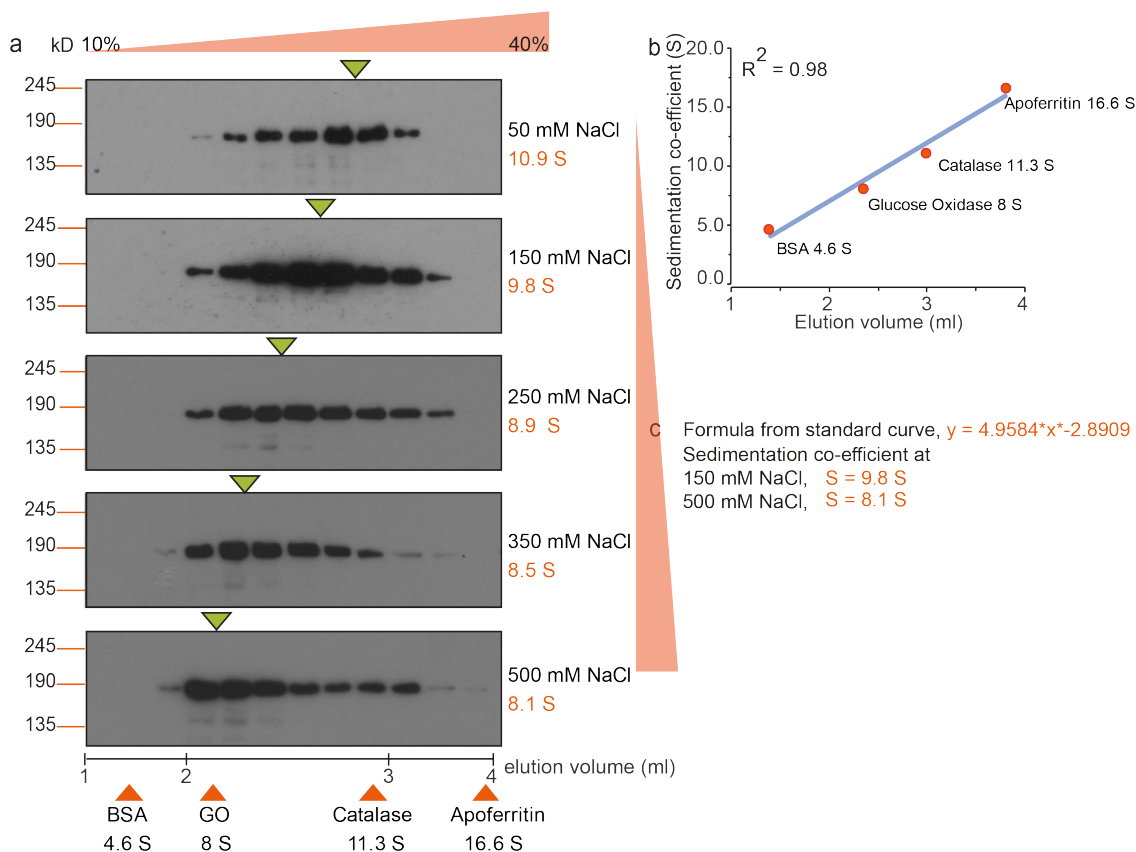 a
kD 10% 40%
245
190
135
50 mM NaCl
10.9 S
245
190
135
150 mM NaCl
9.8 S
245
190
135
250 mM NaCl
8.9 S
245
190
135
350 mM NaCl
8.5 S
245
190
135
500 mM NaCl
8.1 S
1 2 3 4
elution volume (ml)
BSA GO Catalase Apoferritin
4.6 S 8 S 11.3 S 16.6 S
b
Sedimentation co-efficient (S)
20.0
15.0
10.0
5.0
0.0
R2 = 0.98
Apoferritin 16.6 S
Catalase 11.3 S
Glucose Oxidase 8 S
BSA 4.6 S
1 2 3 4
Elution volume (ml)
c
Formula from standard curve, y = 4.9584*x*-2.8909
Sedimentation co-efficient at
150 mM NaCl, S = 9.8 S
500 mM NaCl, S = 8.1 S